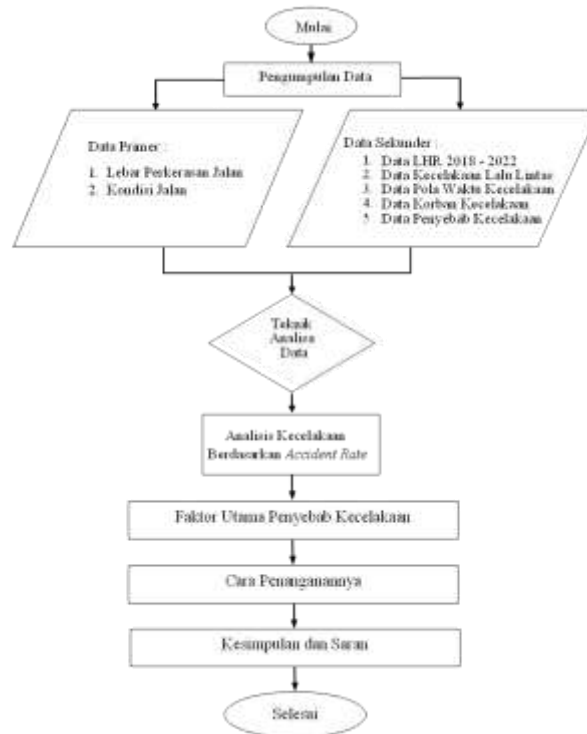 Mulai
Pengumpulan Data
Data Primer :
1. Lebar Perkerasan Jalan
2. Kondisi Jalan
Data Sekunder :
1. Data LHR 2018 - 2022
2. Data Kecelakaan Lalu Lintas
3. Data Pola Waktu Kecelakaan
4. Data Korban Kecelakaan
5. Data Penyebab Kecelakaan
Teknik
Analisa
Data
Analisis Kecelakaan
Berdasarkan Accident Rate
Faktor Utama Penyebab Kecelakaan
Cara Penanganannya
Kesimpulan dan Saran
Selesai